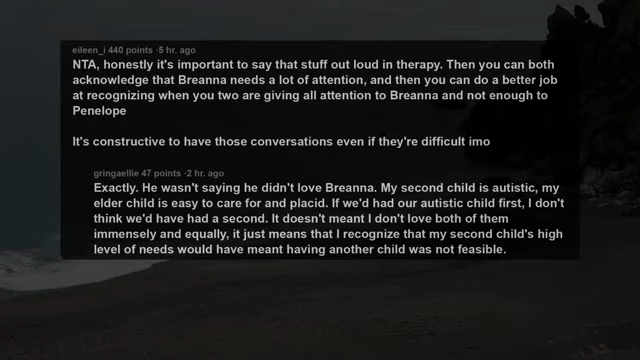 eileen_i 440 points ·5 hr. ago
NTA, honestly it's important to say that stuff out loud in therapy. Then you can both
acknowledge that Breanna needs a lot of attention, and then you can do a better job
at recognizing when you two are giving all attention to Breanna and not enough to
Penelope
It's constructive to have those conversations even if they're difficult imo
gringaellie 47 points ·2 hr. ago
Exactly. He wasn't saying he didn't love Breanna. My second child is autistic, my
elder child is easy to care for and placid. If we'd had our autistic child first, I don't
think we'd have had a second. It doesn't meant I don't love both of them
immensely and equally, it just means that I recognize that my second child's high
level of needs would have meant having another child was not feasible.